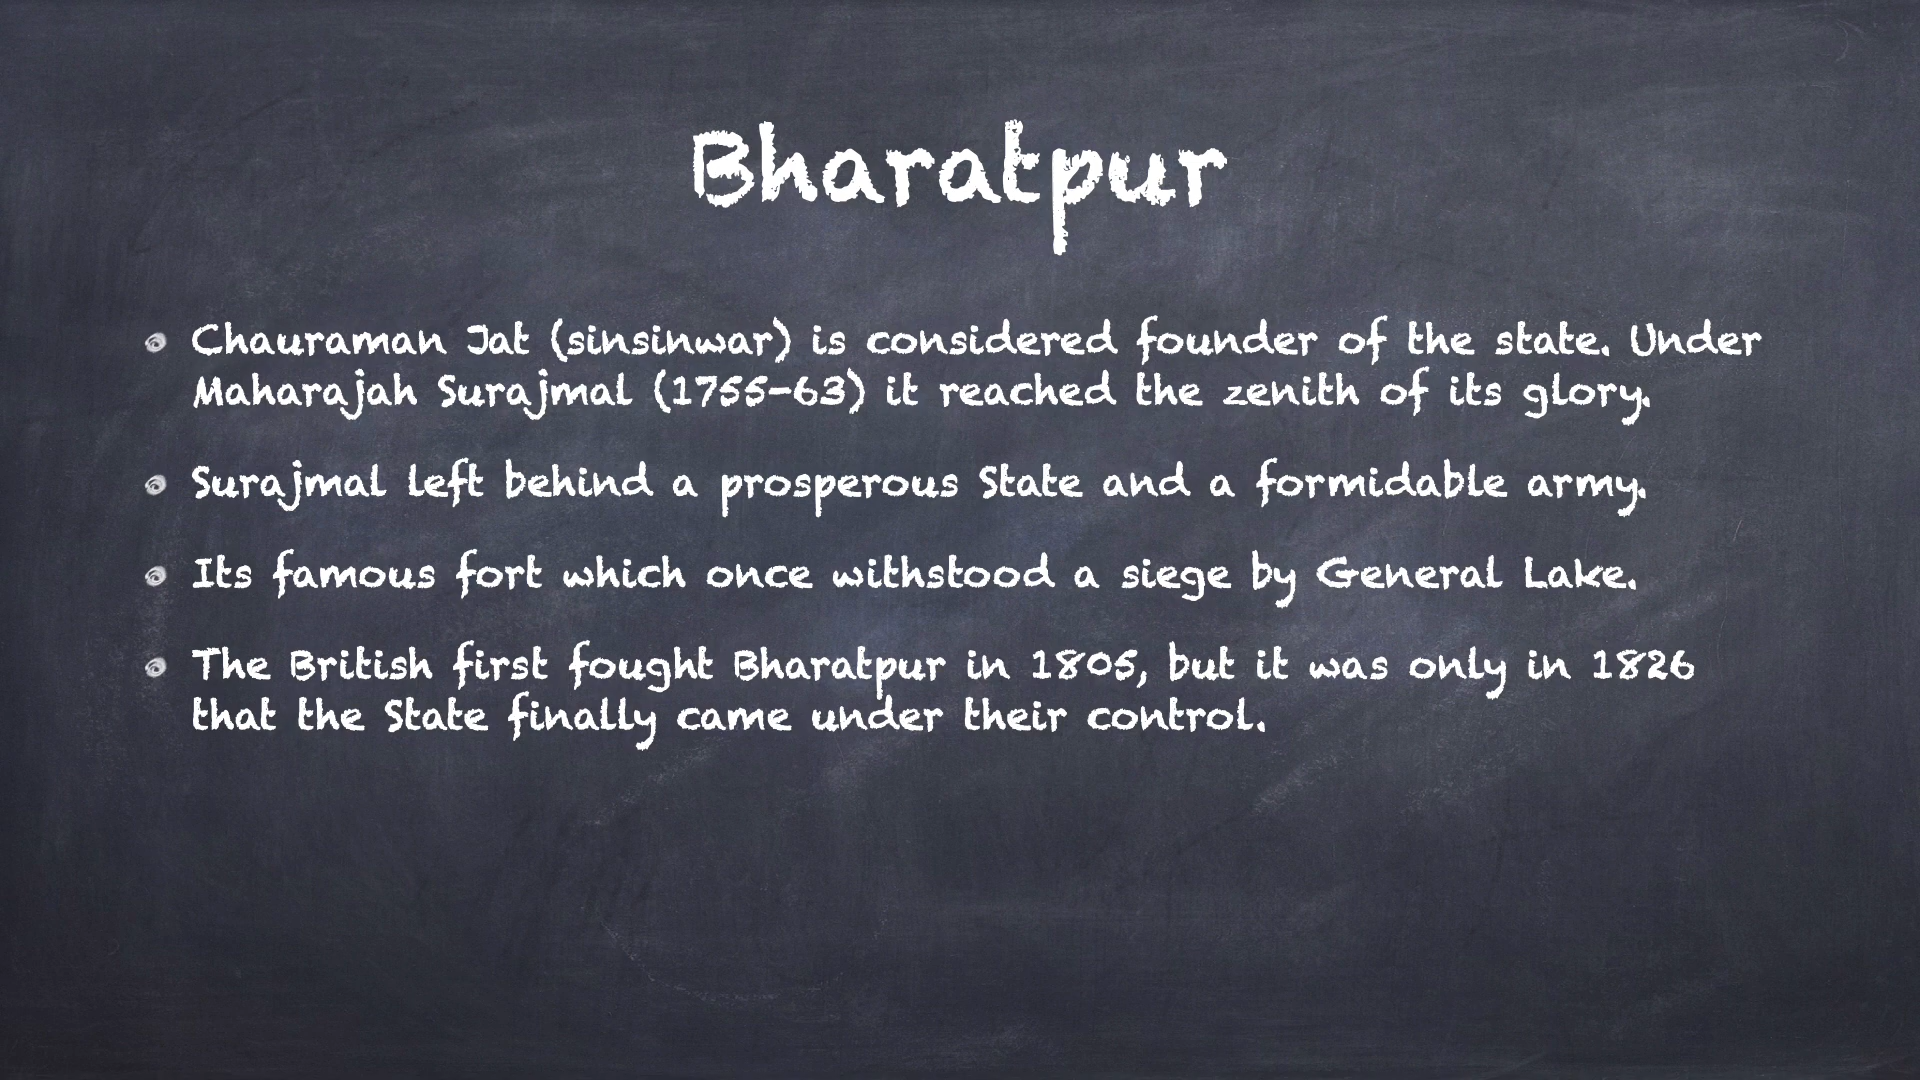 Bharatpur
Chauraman Jat (sinsinwar) is considered founder of the state. Under
Maharajah Surajmal (1755-63) it reached the zenith of its glory.
Surajmal left behind a prosperous State and a formidable army.
Its famous fort which once withstood a siege by General Lake.
The British first fought Bharatpur in 1805, but it was only in 1826
that the State finally came under their control.